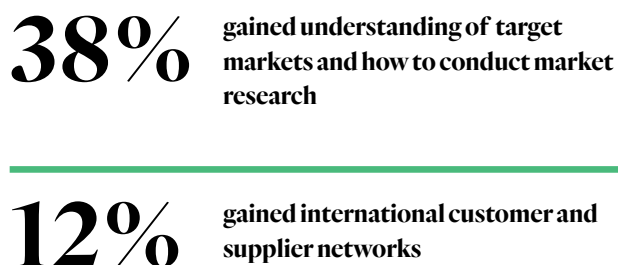 38%
gained understanding of target
markets and how to conduct market
research
12%
gained international customer and
supplier networks